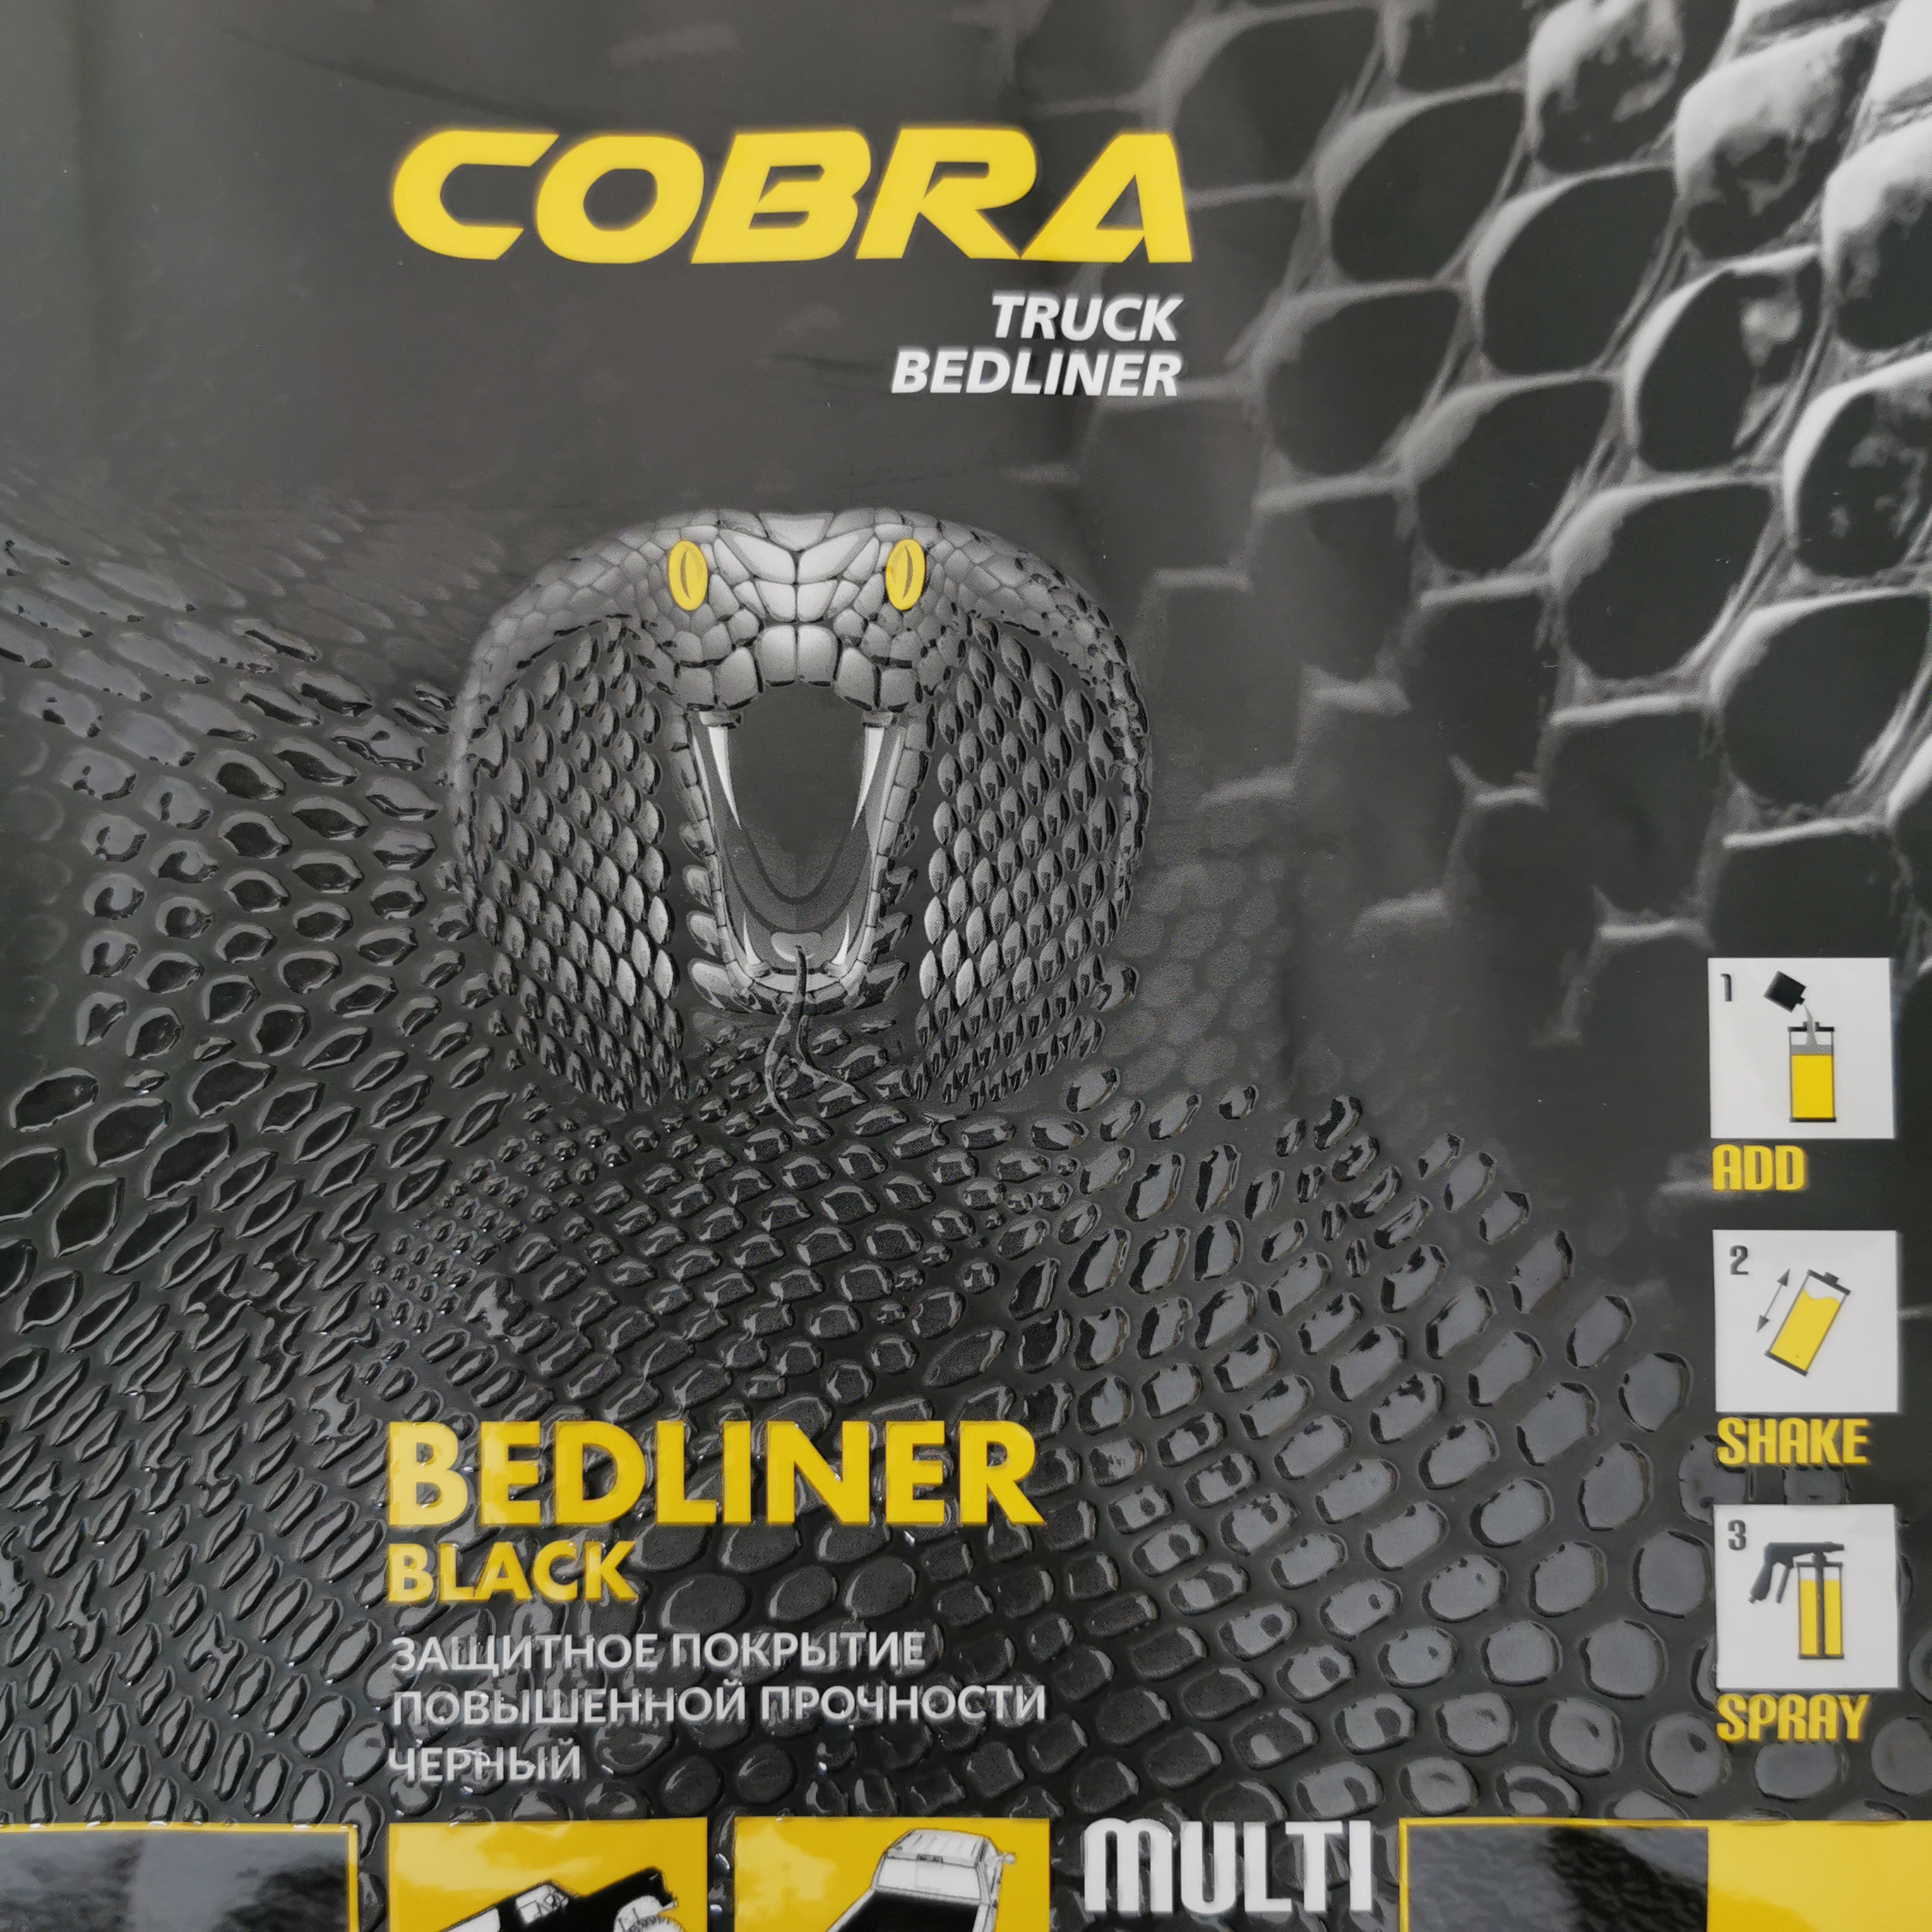 COBRA
TRUCK
BEDLINER
1
ADD
2
SHAKE
BEDLINER
BLACK
3
ЗАЩИТНОЕ ПОКРЫТИЕ
ПОВЫШЕННОЙ ПРОЧНОСТИ
ЧЕРНЫЙ
SPRAY
MULTI